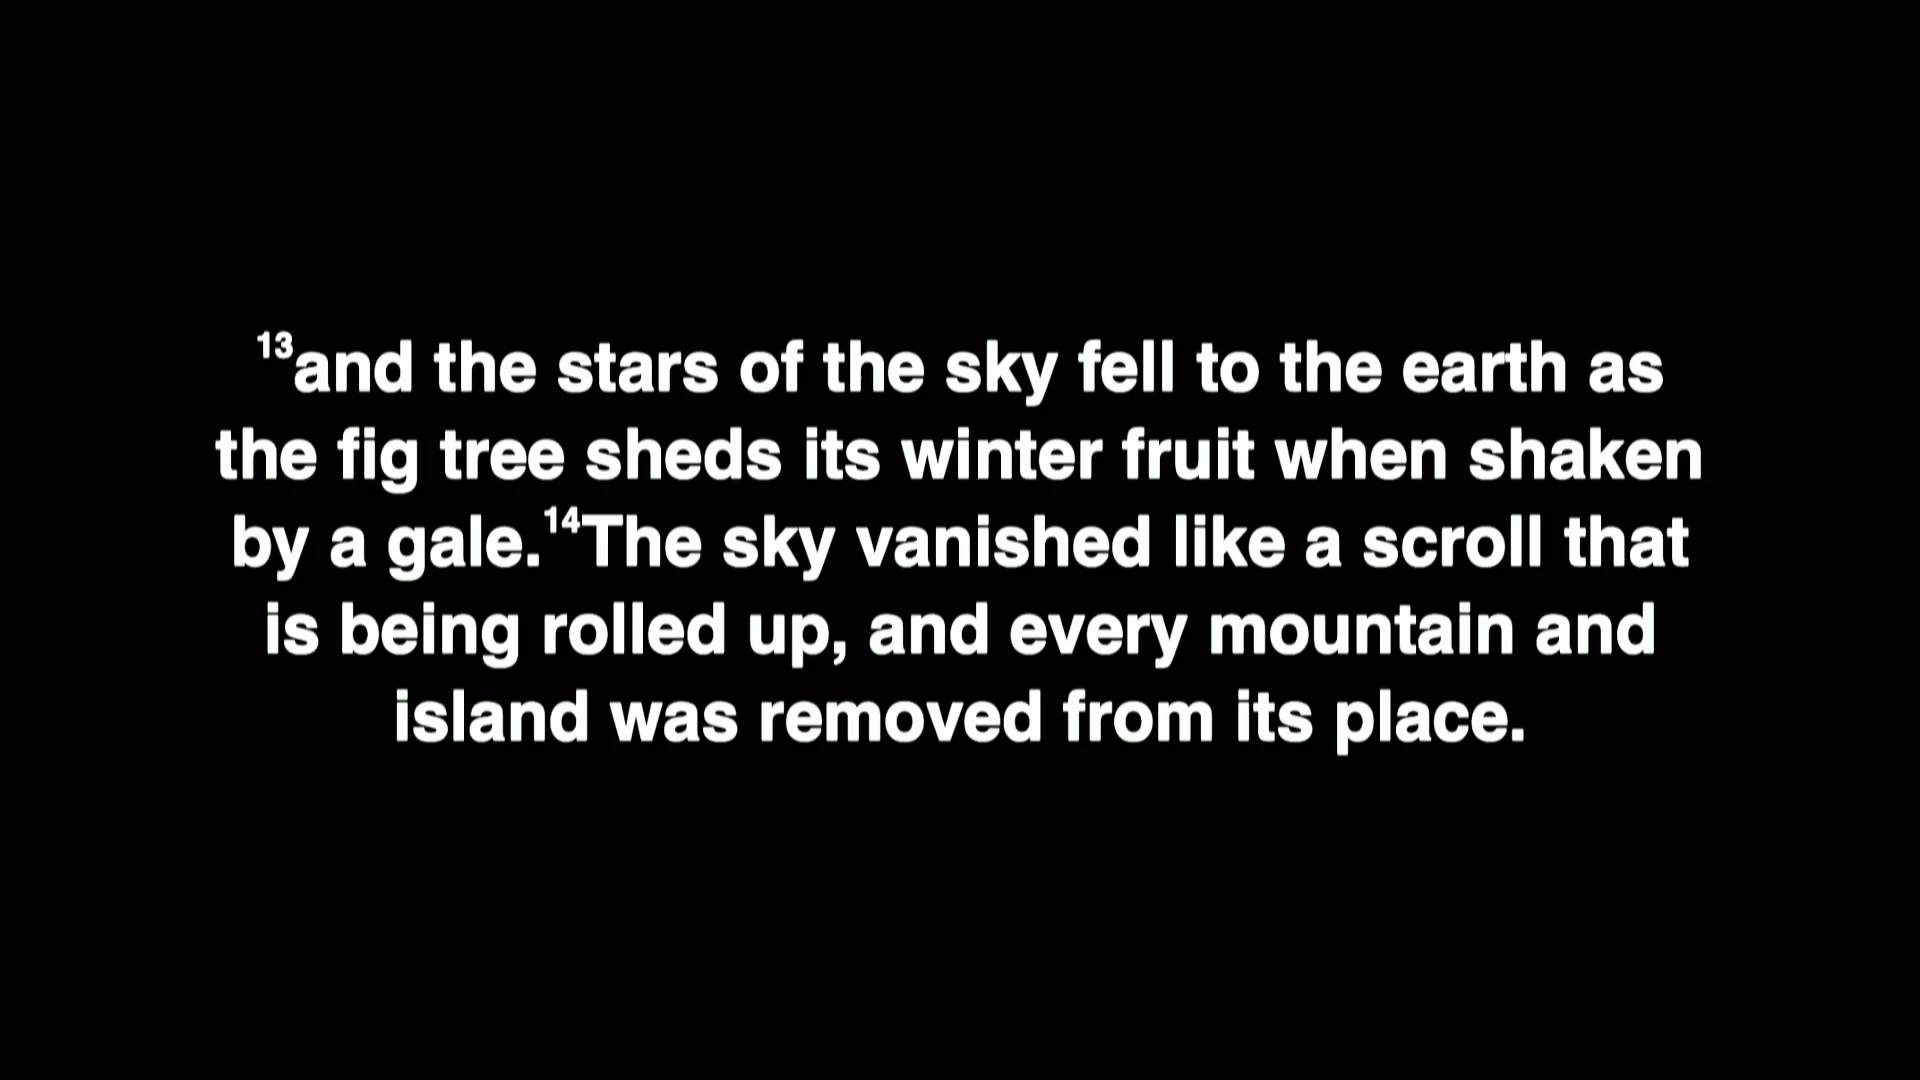 ¹³and the stars of the sky fell to the earth as
the fig tree sheds its winter fruit when shaken
by a gale.¹⁴The sky vanished like a scroll that
is being rolled up, and every mountain and
island was removed from its place.